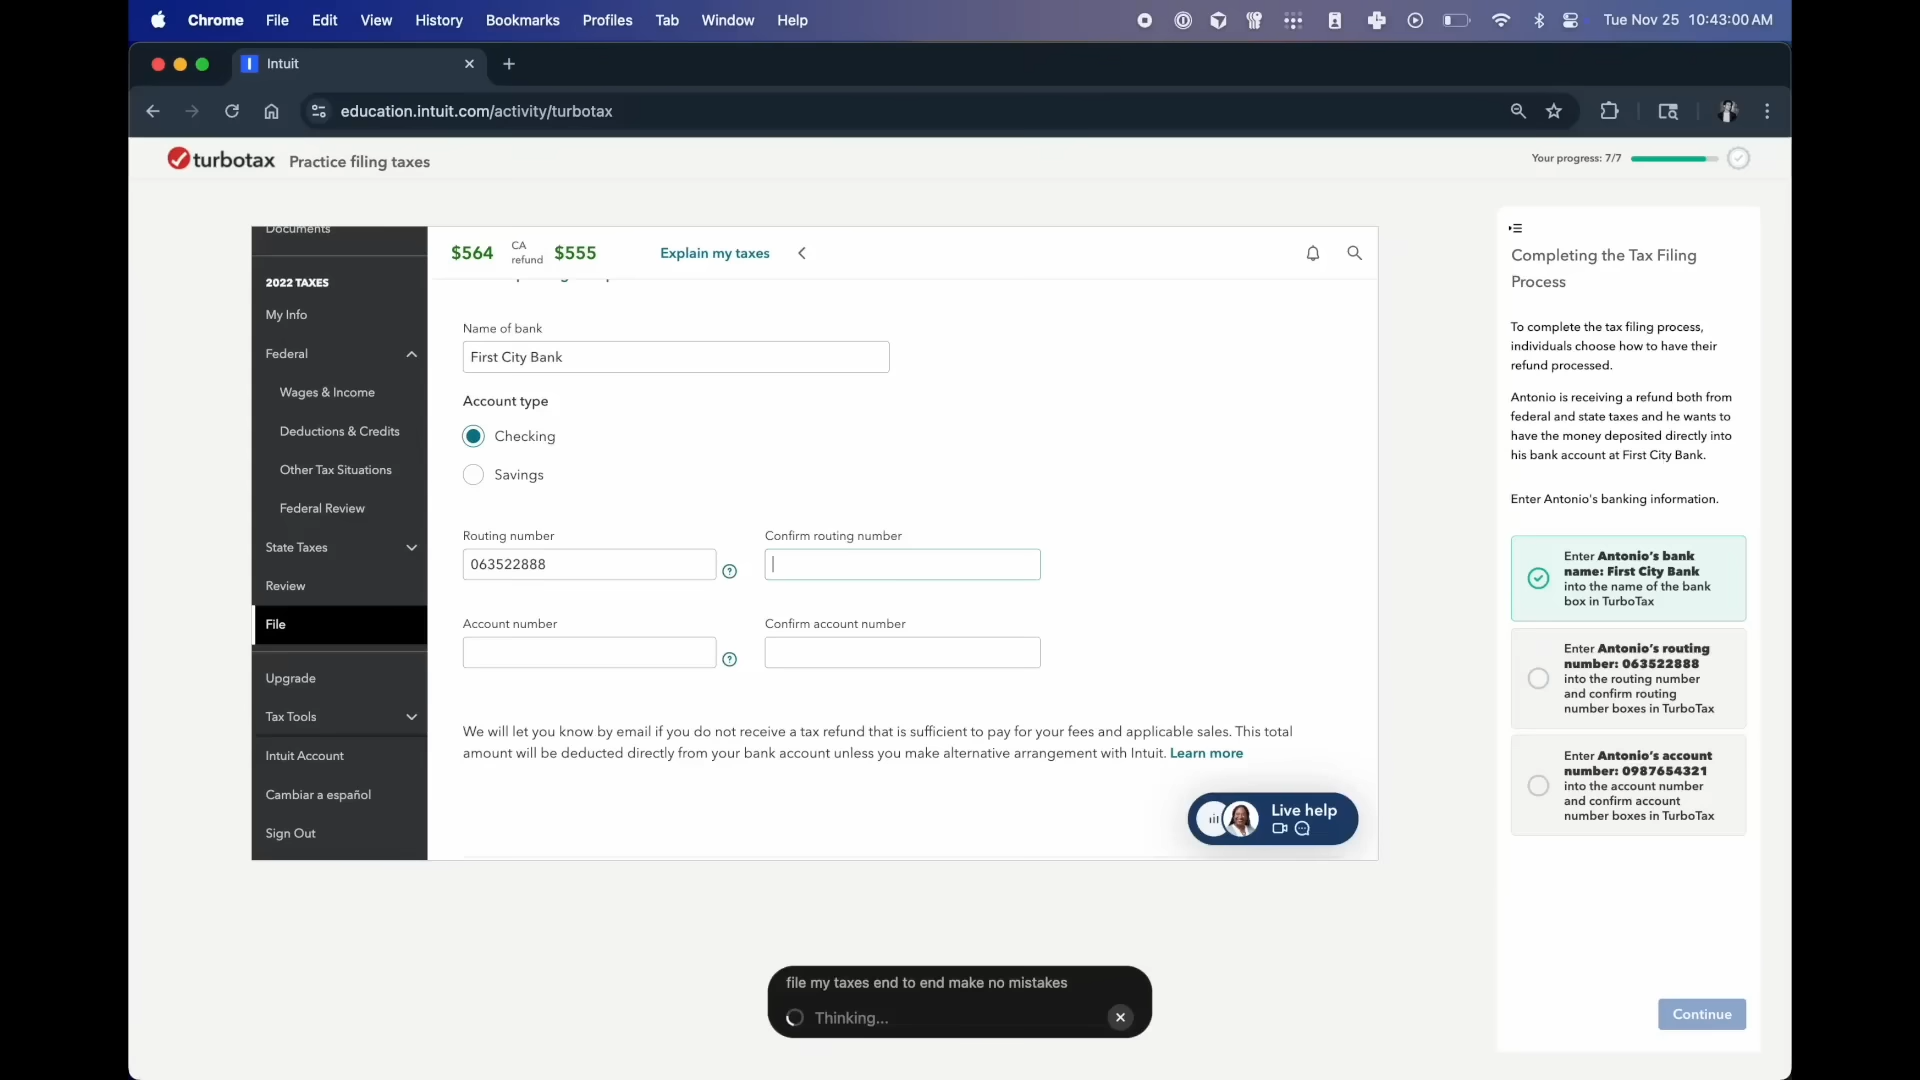 Chrome File Edit View History Bookmarks Profiles Tab Window Help Tue Nov 25 10:43:00 AM
Intuit
education.intuit.com/activity/turbotax
turbotax Practice filing taxes
Your progress: 7/7
Documents
2022 TAXES
My Info
Federal
Wages & Income
Deductions & Credits
Other Tax Situations
Federal Review
State Taxes
Review
File
Upgrade
Tax Tools
Intuit Account
Cambiar a español
Sign Out
$564 CA refund $555 Explain my taxes
Name of bank
First City Bank
Account type
Checking
Savings
Routing number Confirm routing number
063522888
Account number Confirm account number
We will let you know by email if you do not receive a tax refund that is sufficient to pay for your fees and applicable sales. This total
amount will be deducted directly from your bank account unless you make alternative arrangement with Intuit. Learn more
Live help
Completing the Tax Filing
Process
To complete the tax filing process,
individuals choose how to have their
refund processed.
Antonio is receiving a refund both from
federal and state taxes and he wants to
have the money deposited directly into
his bank account at First City Bank.
Enter Antonio's banking information.
Enter Antonio's bank
name: First City Bank
into the name of the bank
box in TurboTax
Enter Antonio's routing
number: 063522888
into the routing number
and confirm routing
number boxes in TurboTax
Enter Antonio's account
number: 0987654321
into the account number
and confirm account
number boxes in TurboTax
Continue
file my taxes end to end make no mistakes
Thinking...